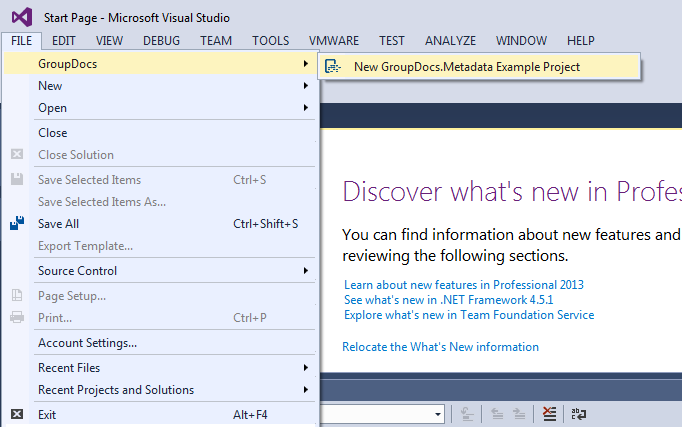 Start Page - Microsoft Visual Studio
FILE EDIT VIEW DEBUG TEAM TOOLS VMWARE TEST ANALYZE WINDOW HELP
GroupDocs
New GroupDocs.Metadata Example Project
New
Open
Close
Close Solution
Save Selected Items Ctrl+S
Save Selected Items As...
Save All Ctrl+Shift+S
Export Template...
Source Control
Page Setup...
Print... Ctrl+P
Account Settings...
Recent Files
Recent Projects and Solutions
Exit Alt+F4
Discover what's new in Profes
You can find information about new features and
reviewing the following sections.
Learn about new features in Professional 2013
See what's new in .NET Framework 4.5.1
Explore what's new in Team Foundation Service
Relocate the What's New information